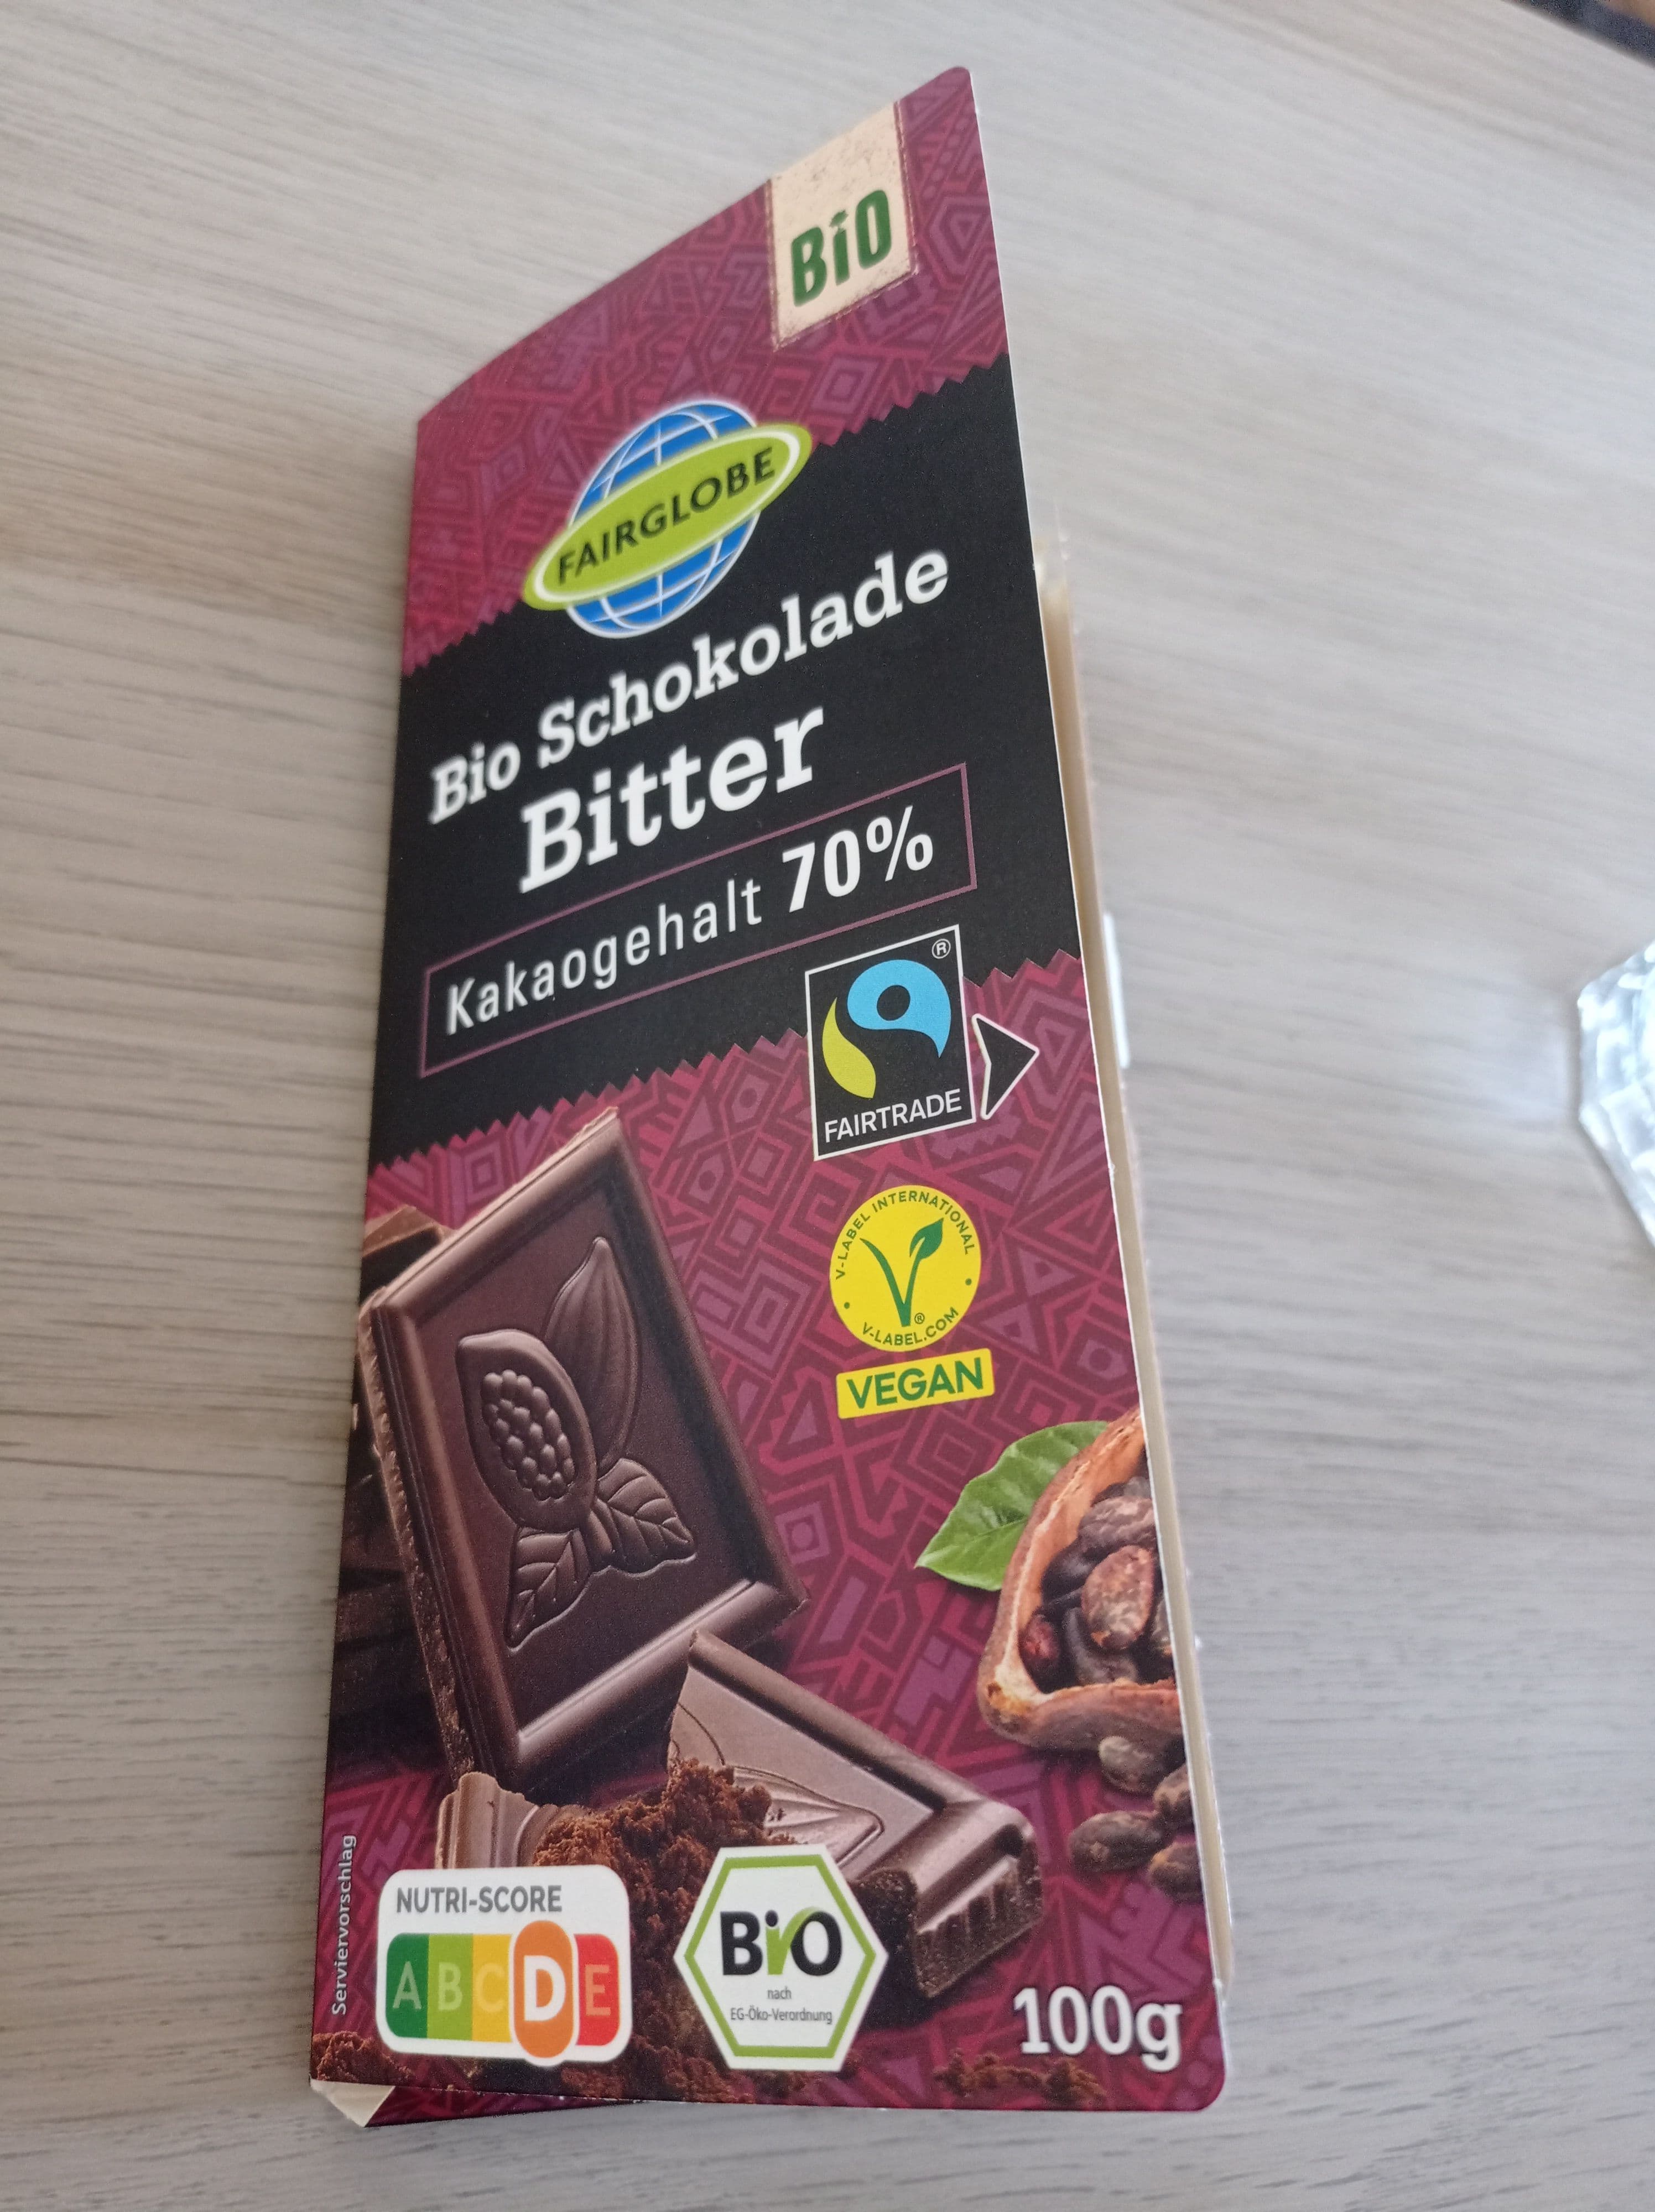 BiO
FAIRGLOBE
Bio Schokolade
Bitter
Kakaogehalt 70%
®
FAIRTRADE
V-LABEL INTERNATIONAL
®
V-LABEL.COM
VEGAN
Serviervorschlag
NUTRI-SCORE
A B C D E
BiO
nach
EG-Öko-Verordnung
100g